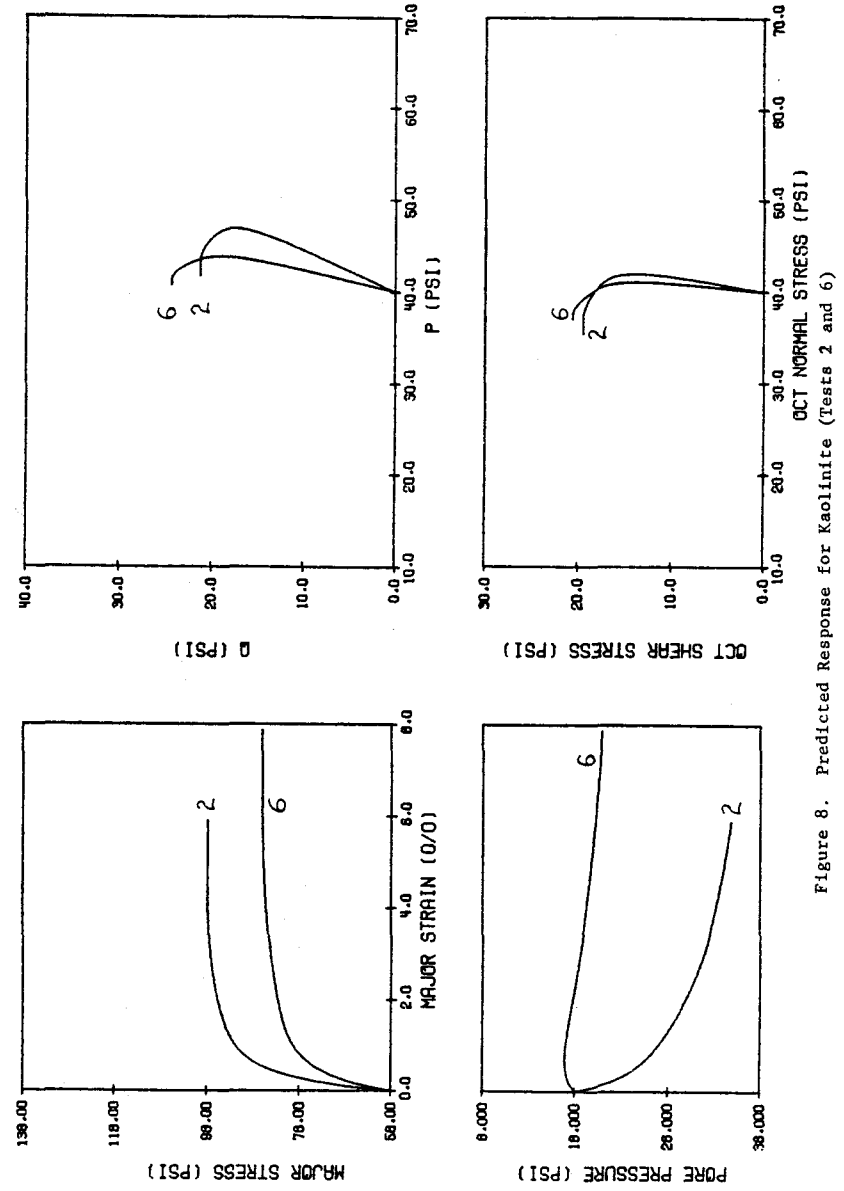 MAJOR STRESS (PSI)
138.00
118.00
98.00
78.00
58.00
2
6
0.0 2.0 4.0 6.0 8.0
MAJOR STRAIN (0/0)
Q (PSI)
40.0
30.0
20.0
10.0
0.0
6
2
10.0 20.0 30.0 40.0 50.0 60.0 70.0
P (PSI)
PORE PRESSURE (PSI)
8.000
18.000
28.000
38.000
6
2
OCT SHEAR STRESS (PSI)
30.0
20.0
10.0
0.0
6
2
10.0 20.0 30.0 40.0 50.0 60.0 70.0
OCT NORMAL STRESS (PSI)
Figure 8. Predicted Response for Kaolinite (Tests 2 and 6)